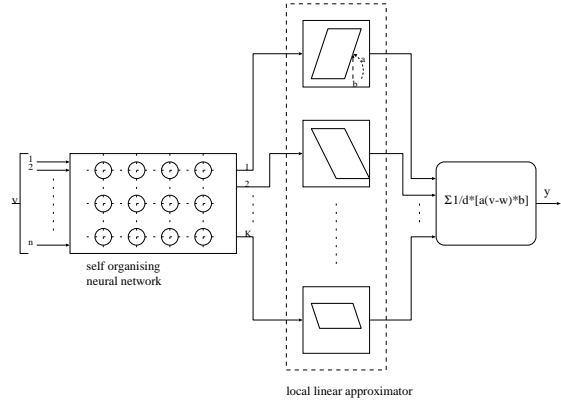 v
1
2
n
1
2
K
self organising
neural network
a
b
Σ1/d*[a(v-w)*b]
y
local linear approximator